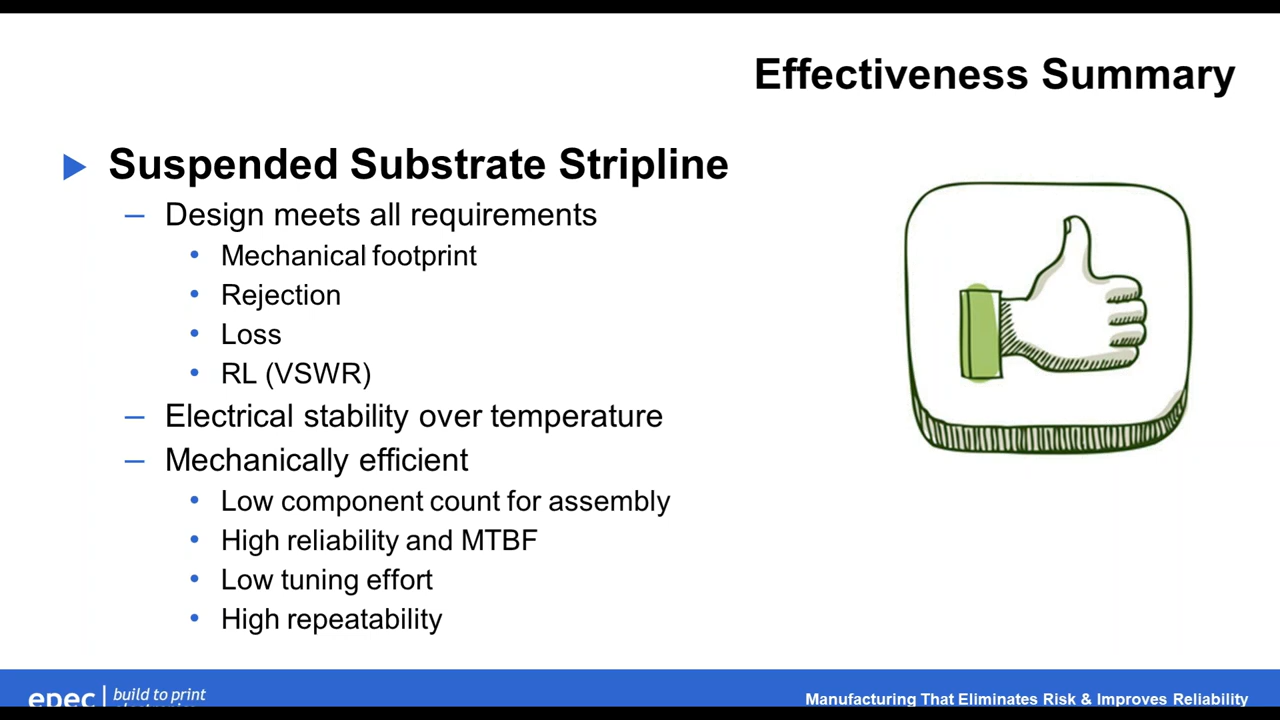 Effectiveness Summary
Suspended Substrate Stripline
– Design meets all requirements
• Mechanical footprint
• Rejection
• Loss
• RL (VSWR)
– Electrical stability over temperature
– Mechanically efficient
• Low component count for assembly
• High reliability and MTBF
• Low tuning effort
• High repeatability
epec | build to print
Manufacturing That Eliminates Risk & Improves Reliability